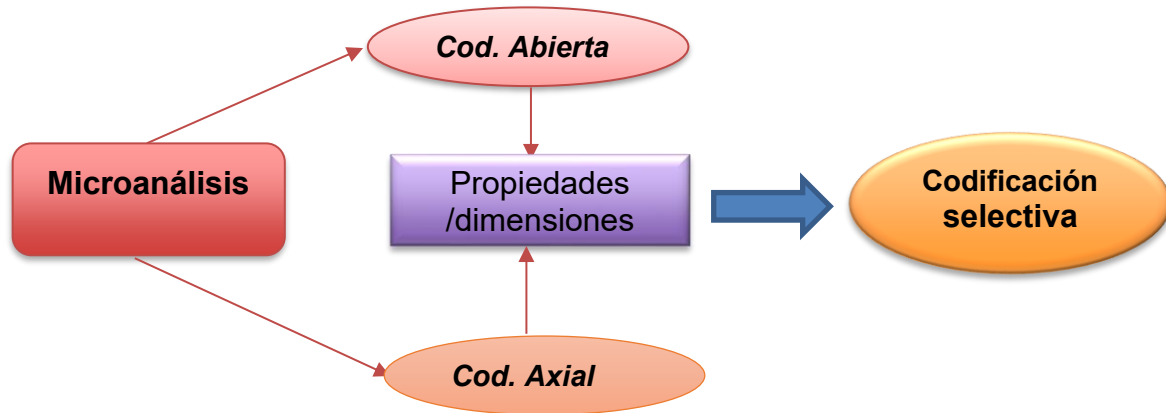 Cod. Abierta
Microanálisis
Propiedades
/dimensiones
Codificación
selectiva
Cod. Axial